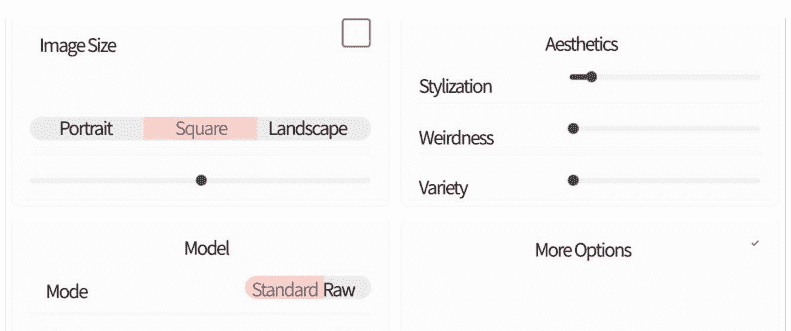 Image Size
Portrait Square Landscape
Aesthetics
Stylization
Weirdness
Variety
Model
Mode Standard Raw
More Options